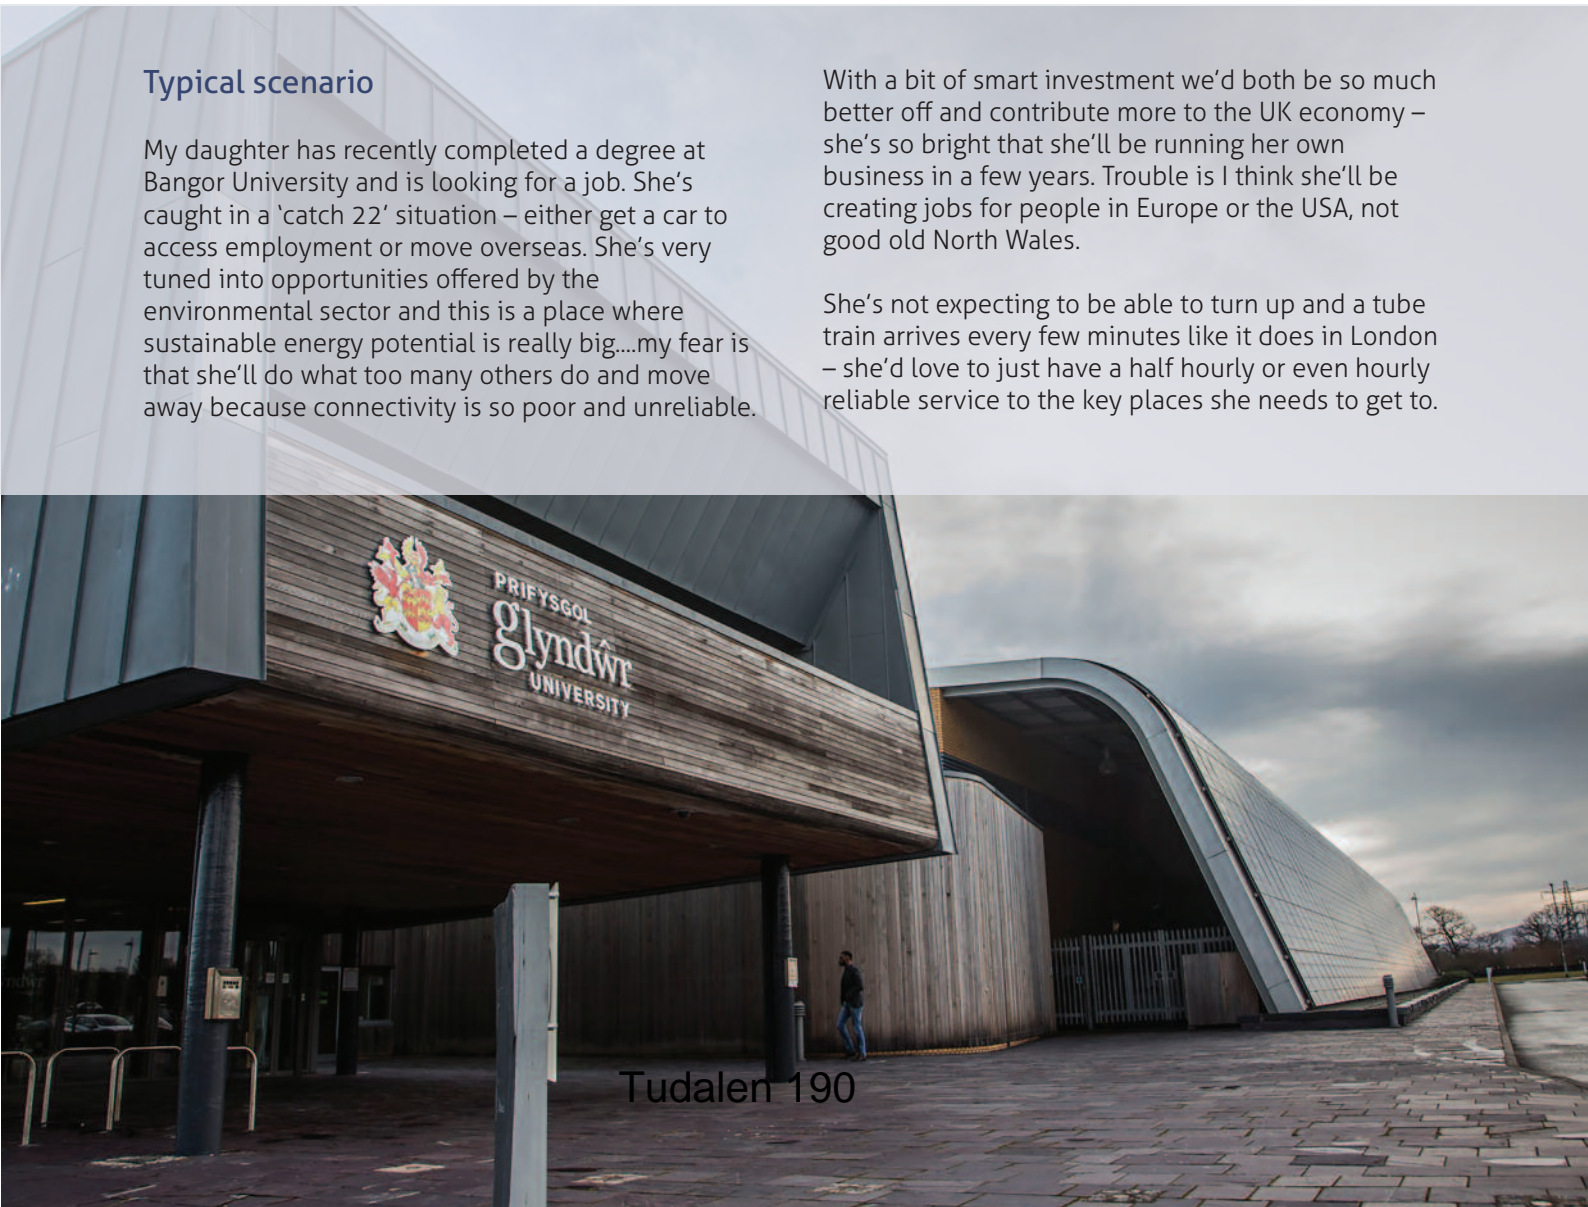 Typical scenario
My daughter has recently completed a degree at
Bangor University and is looking for a job. She's
caught in a 'catch 22' situation – either get a car to
access employment or move overseas. She's very
tuned into opportunities offered by the
environmental sector and this is a place where
sustainable energy potential is really big....my fear is
that she'll do what too many others do and move
away because connectivity is so poor and unreliable.
With a bit of smart investment we'd both be so much
better off and contribute more to the UK economy –
she's so bright that she'll be running her own
business in a few years. Trouble is I think she'll be
creating jobs for people in Europe or the USA, not
good old North Wales.
She's not expecting to be able to turn up and a tube
train arrives every few minutes like it does in London
– she'd love to just have a half hourly or even hourly
reliable service to the key places she needs to get to.
PRIFYSGOL
glyndŵr
UNIVERSITY
Tudalen 190